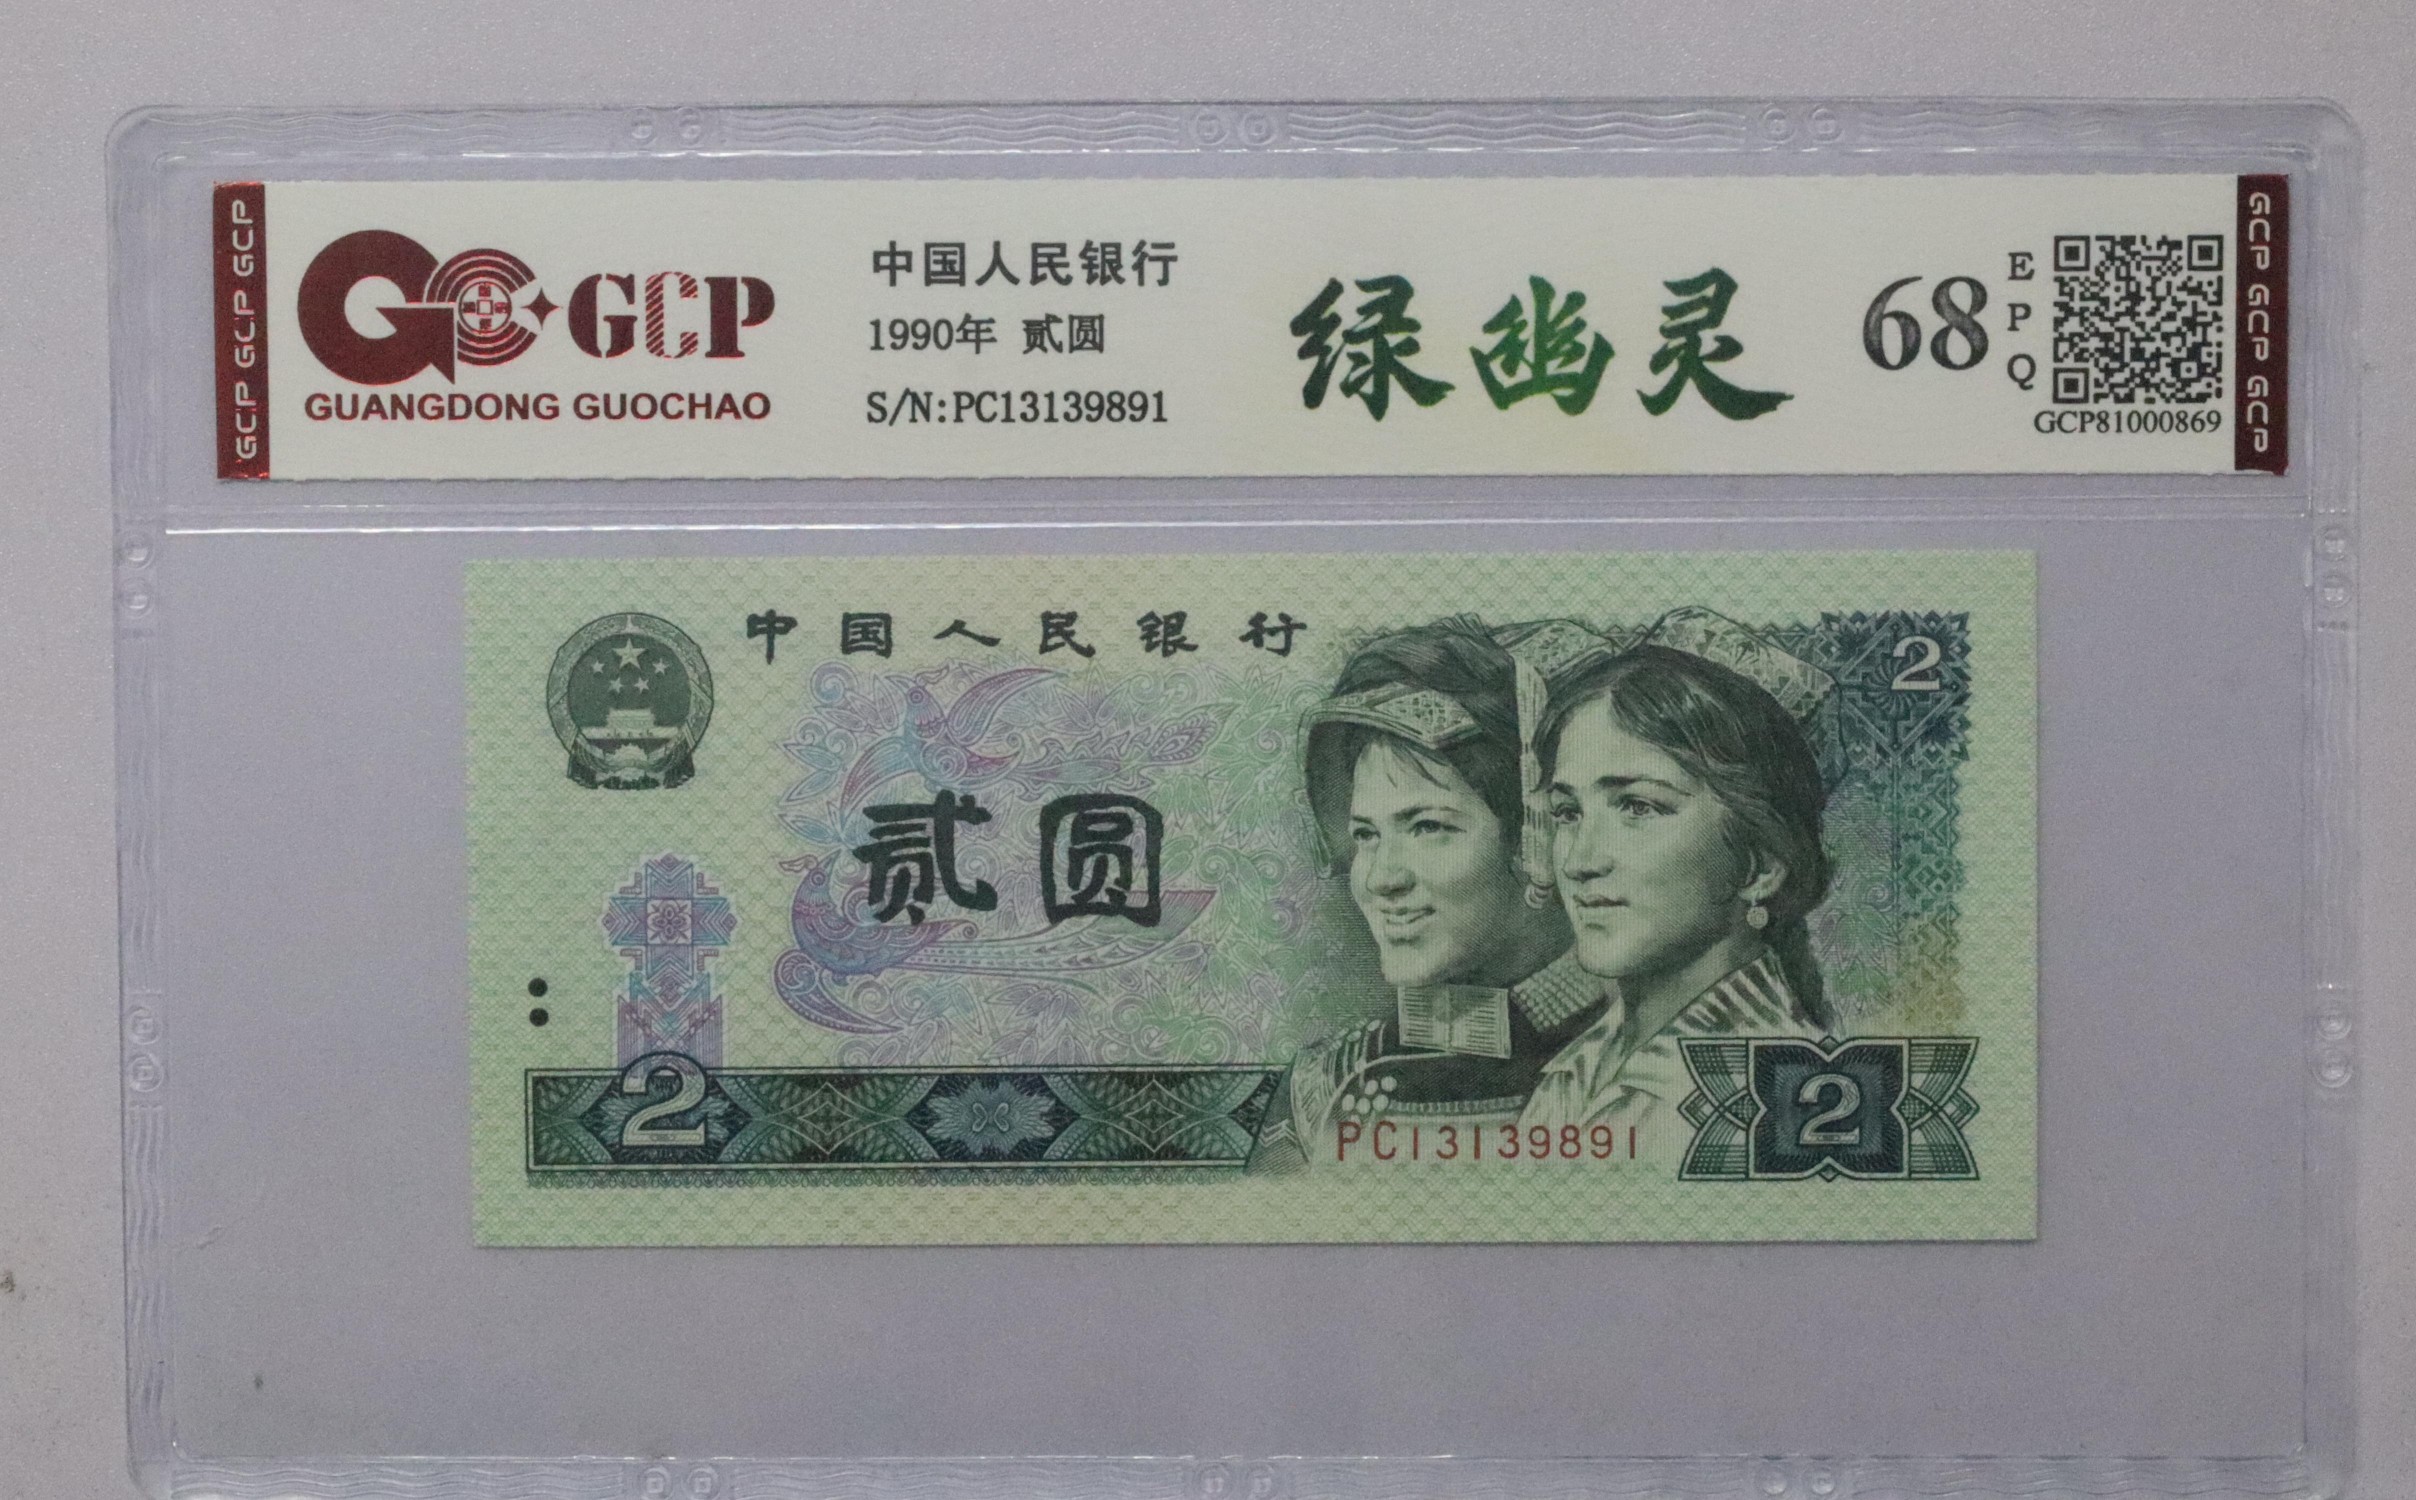 GCP GCP GCP
GCP
GUANGDONG GUOCHAO
中国人民银行
1990年 贰圆
S/N:PC13139891
绿幽灵
68
E
P
Q
GCP81000869
GCP GCP GCP
中国人民银行
2
贰圆
2
PC13139891
2